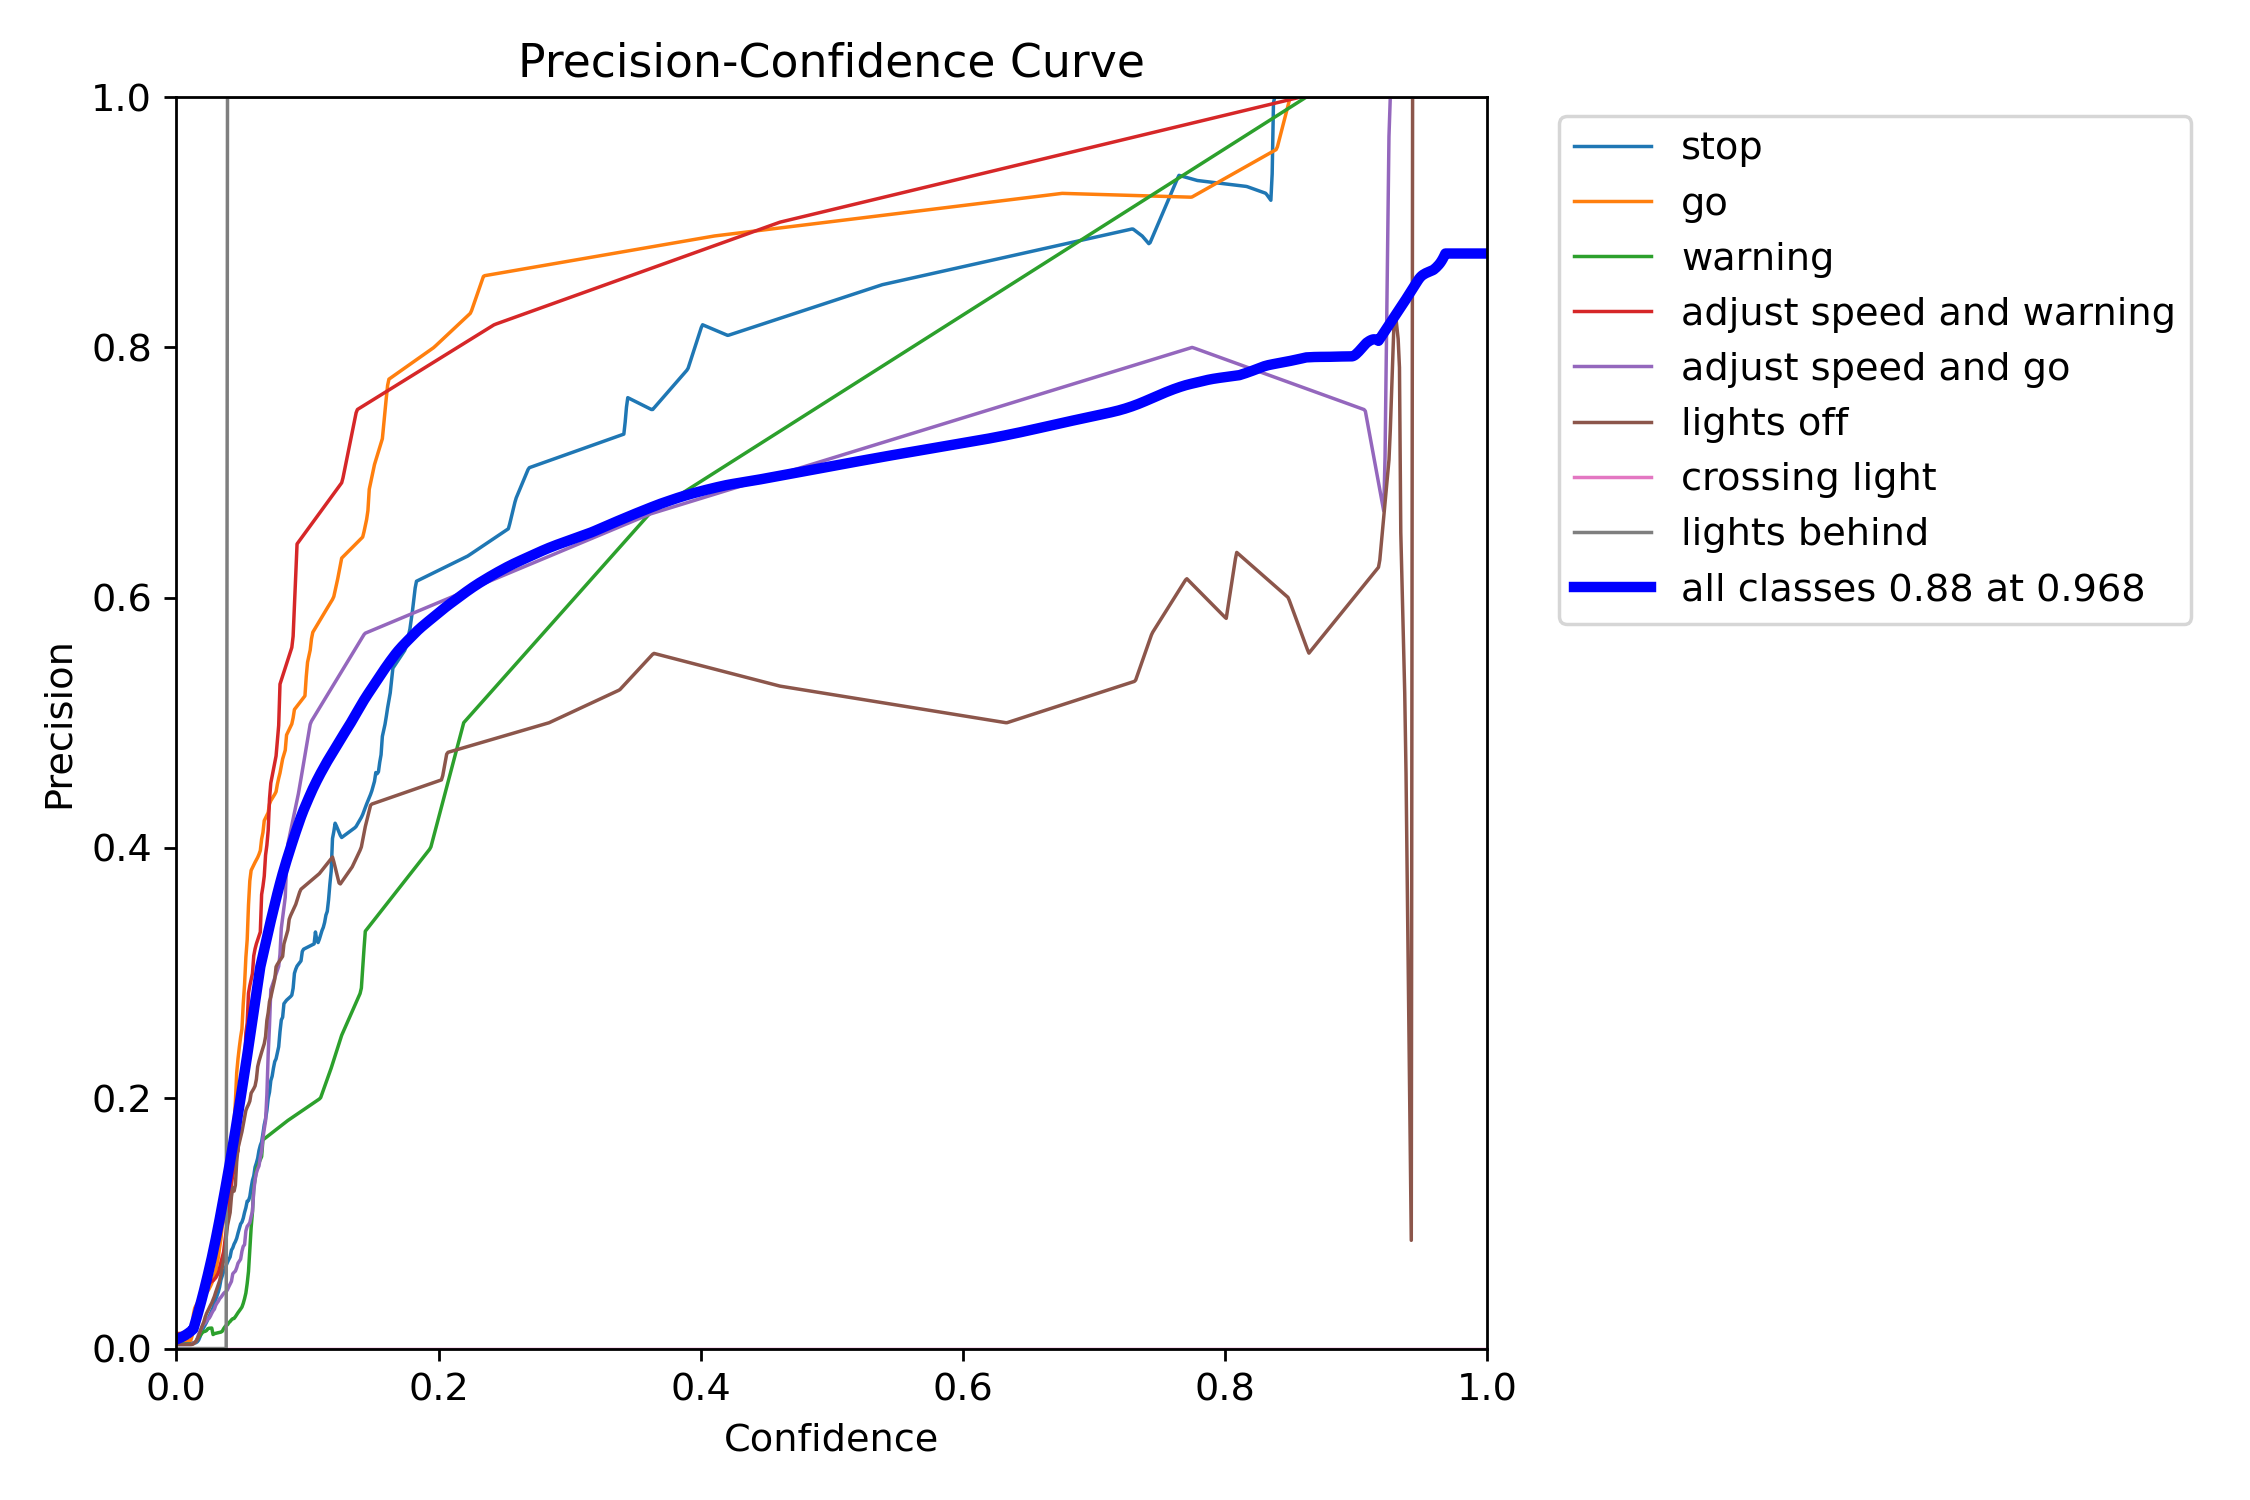 Precision-Confidence Curve
1.0
0.8
0.6
0.4
0.2
0.0
Precision
0.0 0.2 0.4 0.6 0.8 1.0
Confidence
stop
go
warning
adjust speed and warning
adjust speed and go
lights off
crossing light
lights behind
all classes 0.88 at 0.968